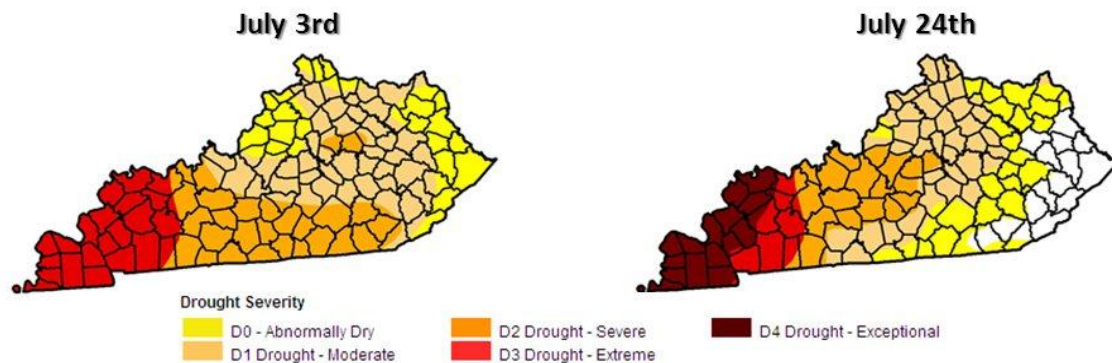 July 3rd
July 24th
Drought Severity
D0 - Abnormally Dry
D2 Drought - Severe
D4 Drought - Exceptional
D1 Drought - Moderate
D3 Drought - Extreme